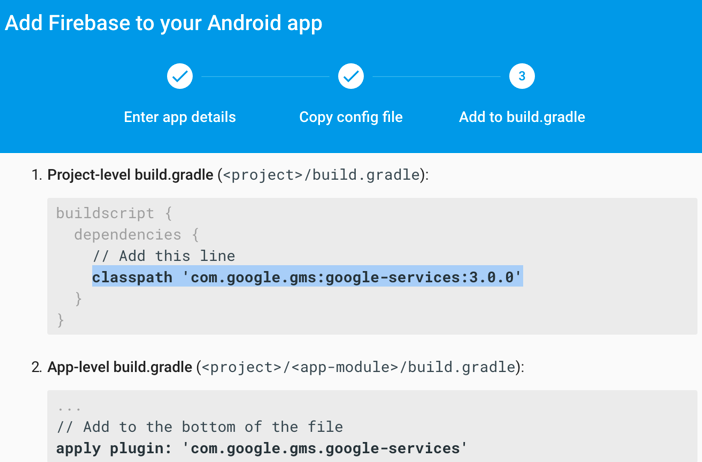 Add Firebase to your Android app
3
Enter app details
Copy config file
Add to build.gradle
1. Project-level build.gradle (<project>/build.gradle):
buildscript {
dependencies {
// Add this line
classpath 'com.google.gms:google-services:3.0.0'
}
}
2. App-level build.gradle (<project>/<app-module>/build.gradle):
...
// Add to the bottom of the file
apply plugin: 'com.google.gms.google-services'